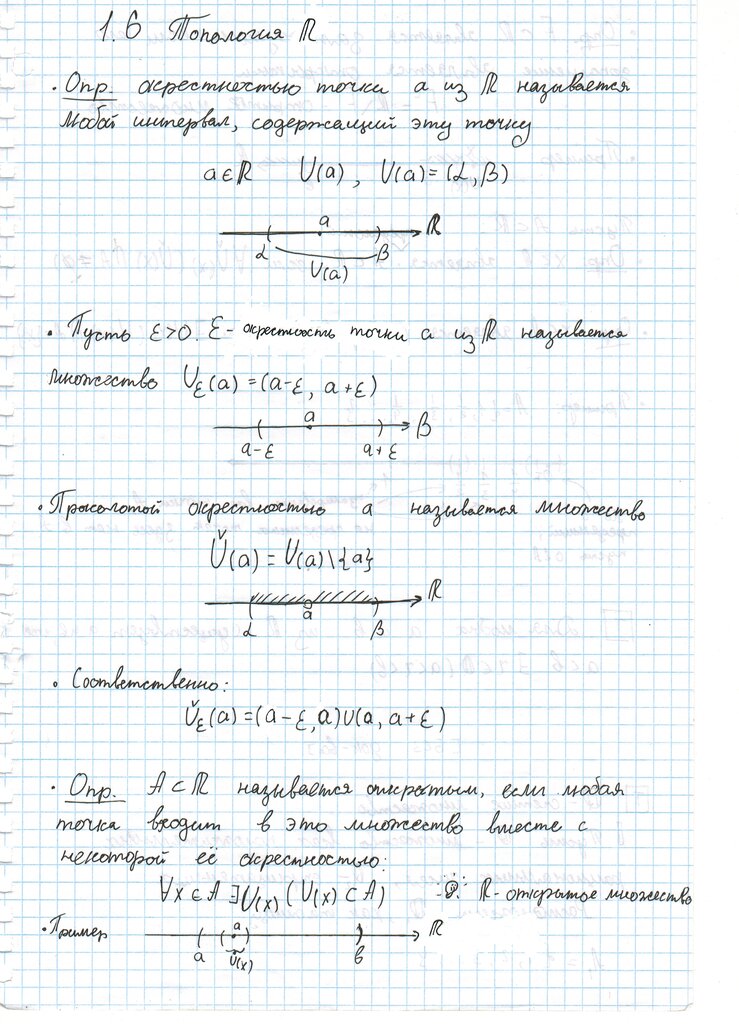 1.6 Топология ℝ
• Опр. окрестностью точки a из ℝ называется
любой интервал, содержащий эту точку
a∈ℝ U(a), U(a)=(α, β)
a ℝ
α β
U(a)
• Пусть ε>0. ε-окрестность точки a из ℝ называется
множество U_ε(a)=(a-ε, a+ε)
a β
a-ε a+ε
• Проколотой окрестностью a называется множество
Ǔ(a) = U(a)\{a}
ℝ
α a β
• Соответственно:
Ǔ_ε(a)=(a-ε,a)∪(a, a+ε)
• Опр. A⊂ℝ называется открытым, если любая
точка входит в это множество вместе с
некоторой её окрестностью:
∀x∈A ∃U(x) (U(x)⊂A) ℝ-открытое множество
• Пример a ℝ
a U(x) b